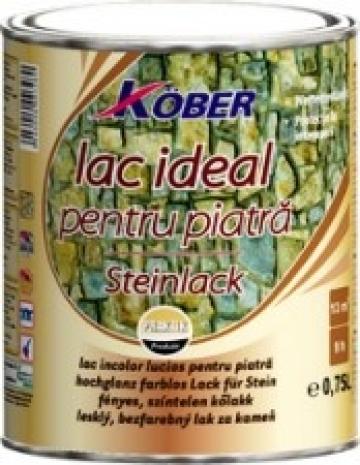 KÖBER
lac ideal
pentru piatră
Steinlack
lac incolor lucios pentru piatră
hochglanz farblos Lack für Stein
fényes, színtelen kőlakk
lesklý, bezfarebný lak za kameň
℮ 0,75L